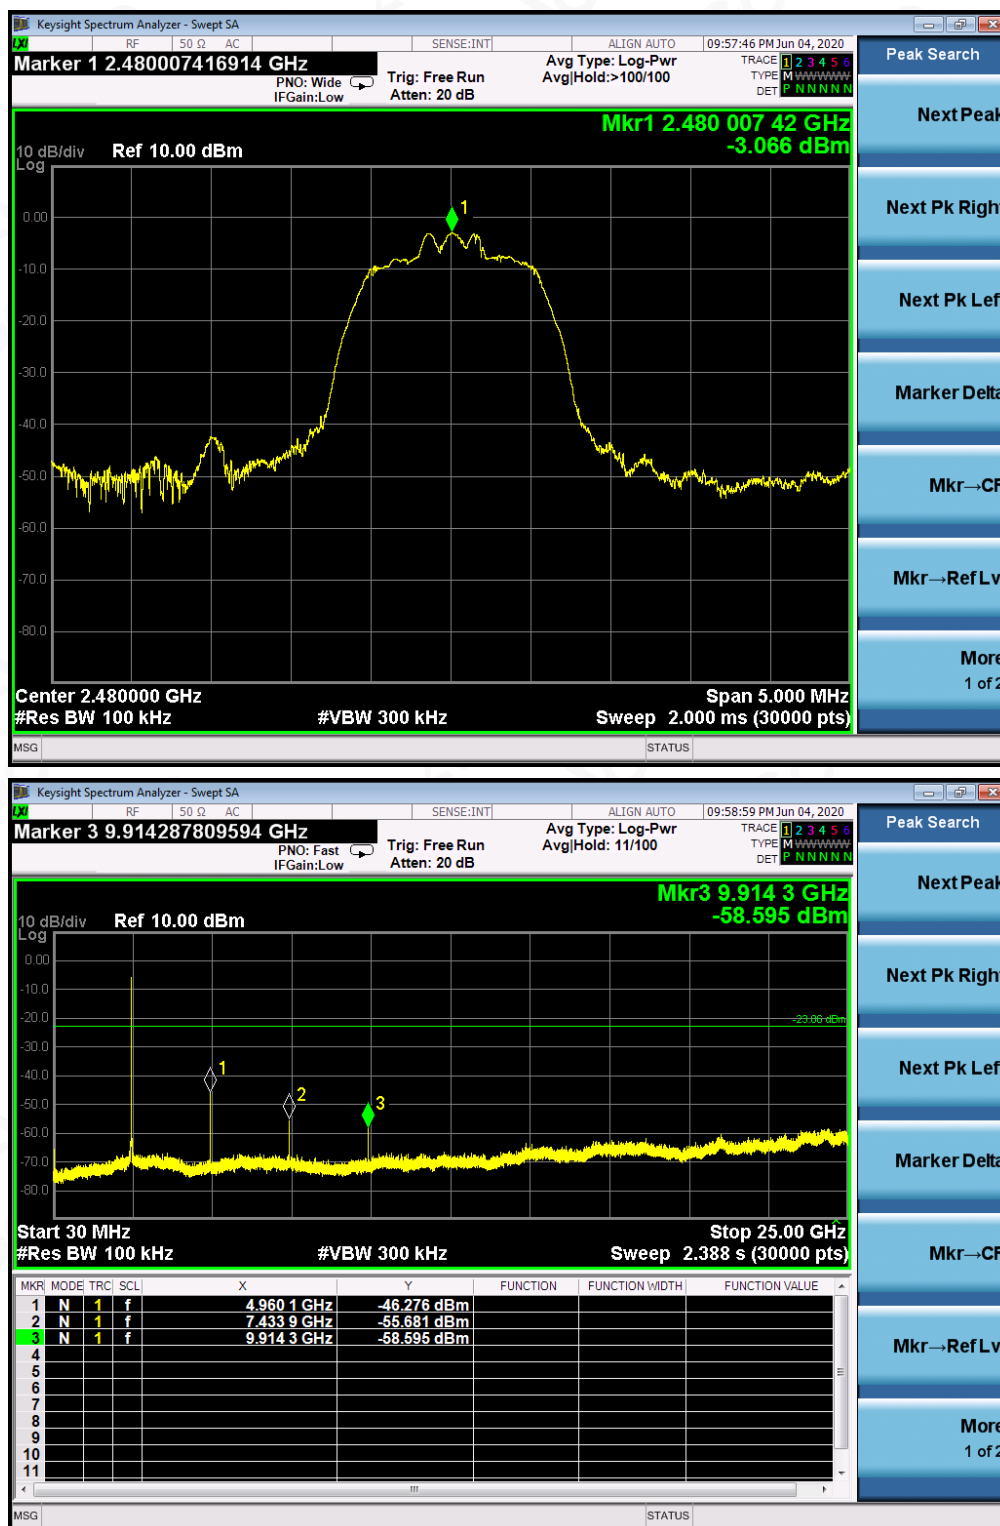 Keysight Spectrum Analyzer - Swept SA
LXI RF 50 Ω AC SENSE:INT ALIGN AUTO 09:57:46 PM Jun 04, 2020
Marker 1 2.480007416914 GHz
PNO: Wide
IFGain:Low
Trig: Free Run
Atten: 20 dB
Avg Type: Log-Pwr
Avg|Hold:>100/100
TRACE 1 2 3 4 5 6
TYPE M WWWWW
DET P N N N N N
Peak Search
Mkr1 2.480 007 42 GHz
-3.066 dBm
10 dB/div Ref 10.00 dBm
Log
1
0.00
-10.0
-20.0
-30.0
-40.0
-50.0
-60.0
-70.0
-80.0
Center 2.480000 GHz Span 5.000 MHz
#Res BW 100 kHz #VBW 300 kHz Sweep 2.000 ms (30000 pts)
MSG STATUS
Next Peak
Next Pk Right
Next Pk Left
Marker Delta
Mkr→CF
Mkr→Ref Lv
More
1 of 2
Keysight Spectrum Analyzer - Swept SA
LXI RF 50 Ω AC SENSE:INT ALIGN AUTO 09:58:59 PM Jun 04, 2020
Marker 3 9.914287809594 GHz
PNO: Fast
IFGain:Low
Trig: Free Run
Atten: 20 dB
Avg Type: Log-Pwr
Avg|Hold: 11/100
TRACE 1 2 3 4 5 6
TYPE M WWWWW
DET P N N N N N
Peak Search
Mkr3 9.914 3 GHz
-58.595 dBm
10 dB/div Ref 10.00 dBm
Log
0.00
-10.0
-20.0
-23.06 dBm
-30.0
-40.0
-50.0
-60.0
-70.0
-80.0
1
2
3
Start 30 MHz Stop 25.00 GHz
#Res BW 100 kHz #VBW 300 kHz Sweep 2.388 s (30000 pts)
MKR MODE TRC SCL X Y FUNCTION FUNCTION WIDTH FUNCTION VALUE
1 N 1 f 4.960 1 GHz -46.276 dBm
2 N 1 f 7.433 9 GHz -55.681 dBm
3 N 1 f 9.914 3 GHz -58.595 dBm
4
5
6
7
8
9
10
11
MSG STATUS
Next Peak
Next Pk Right
Next Pk Left
Marker Delta
Mkr→CF
Mkr→Ref Lv
More
1 of 2